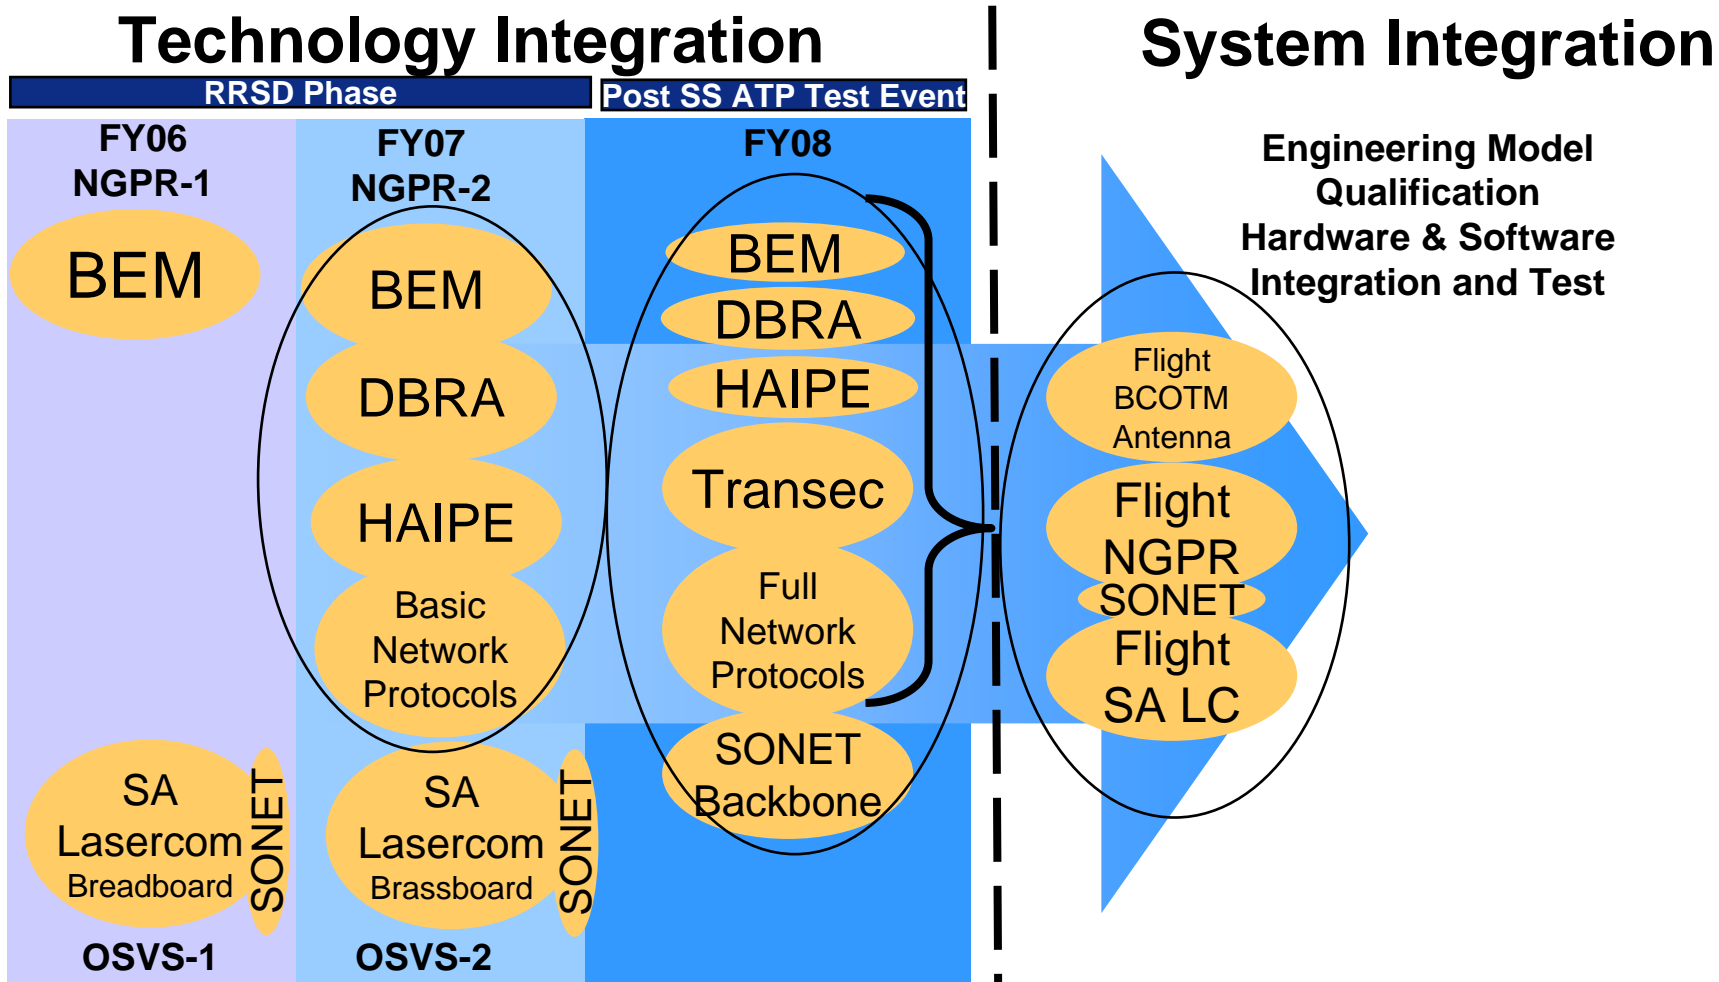 Technology Integration
System Integration
RRSD Phase
Post SS ATP Test Event
FY06
NGPR-1
BEM
SA
Lasercom
Breadboard
SONET
OSVS-1
FY07
NGPR-2
BEM
DBRA
HAIPE
Basic
Network
Protocols
SA
Lasercom
Brassboard
SONET
OSVS-2
FY08
BEM
DBRA
HAIPE
Transec
Full
Network
Protocols
SONET
Backbone
Engineering Model
Qualification
Hardware & Software
Integration and Test
Flight
BCOTM
Antenna
Flight
NGPR
SONET
Flight
SA LC